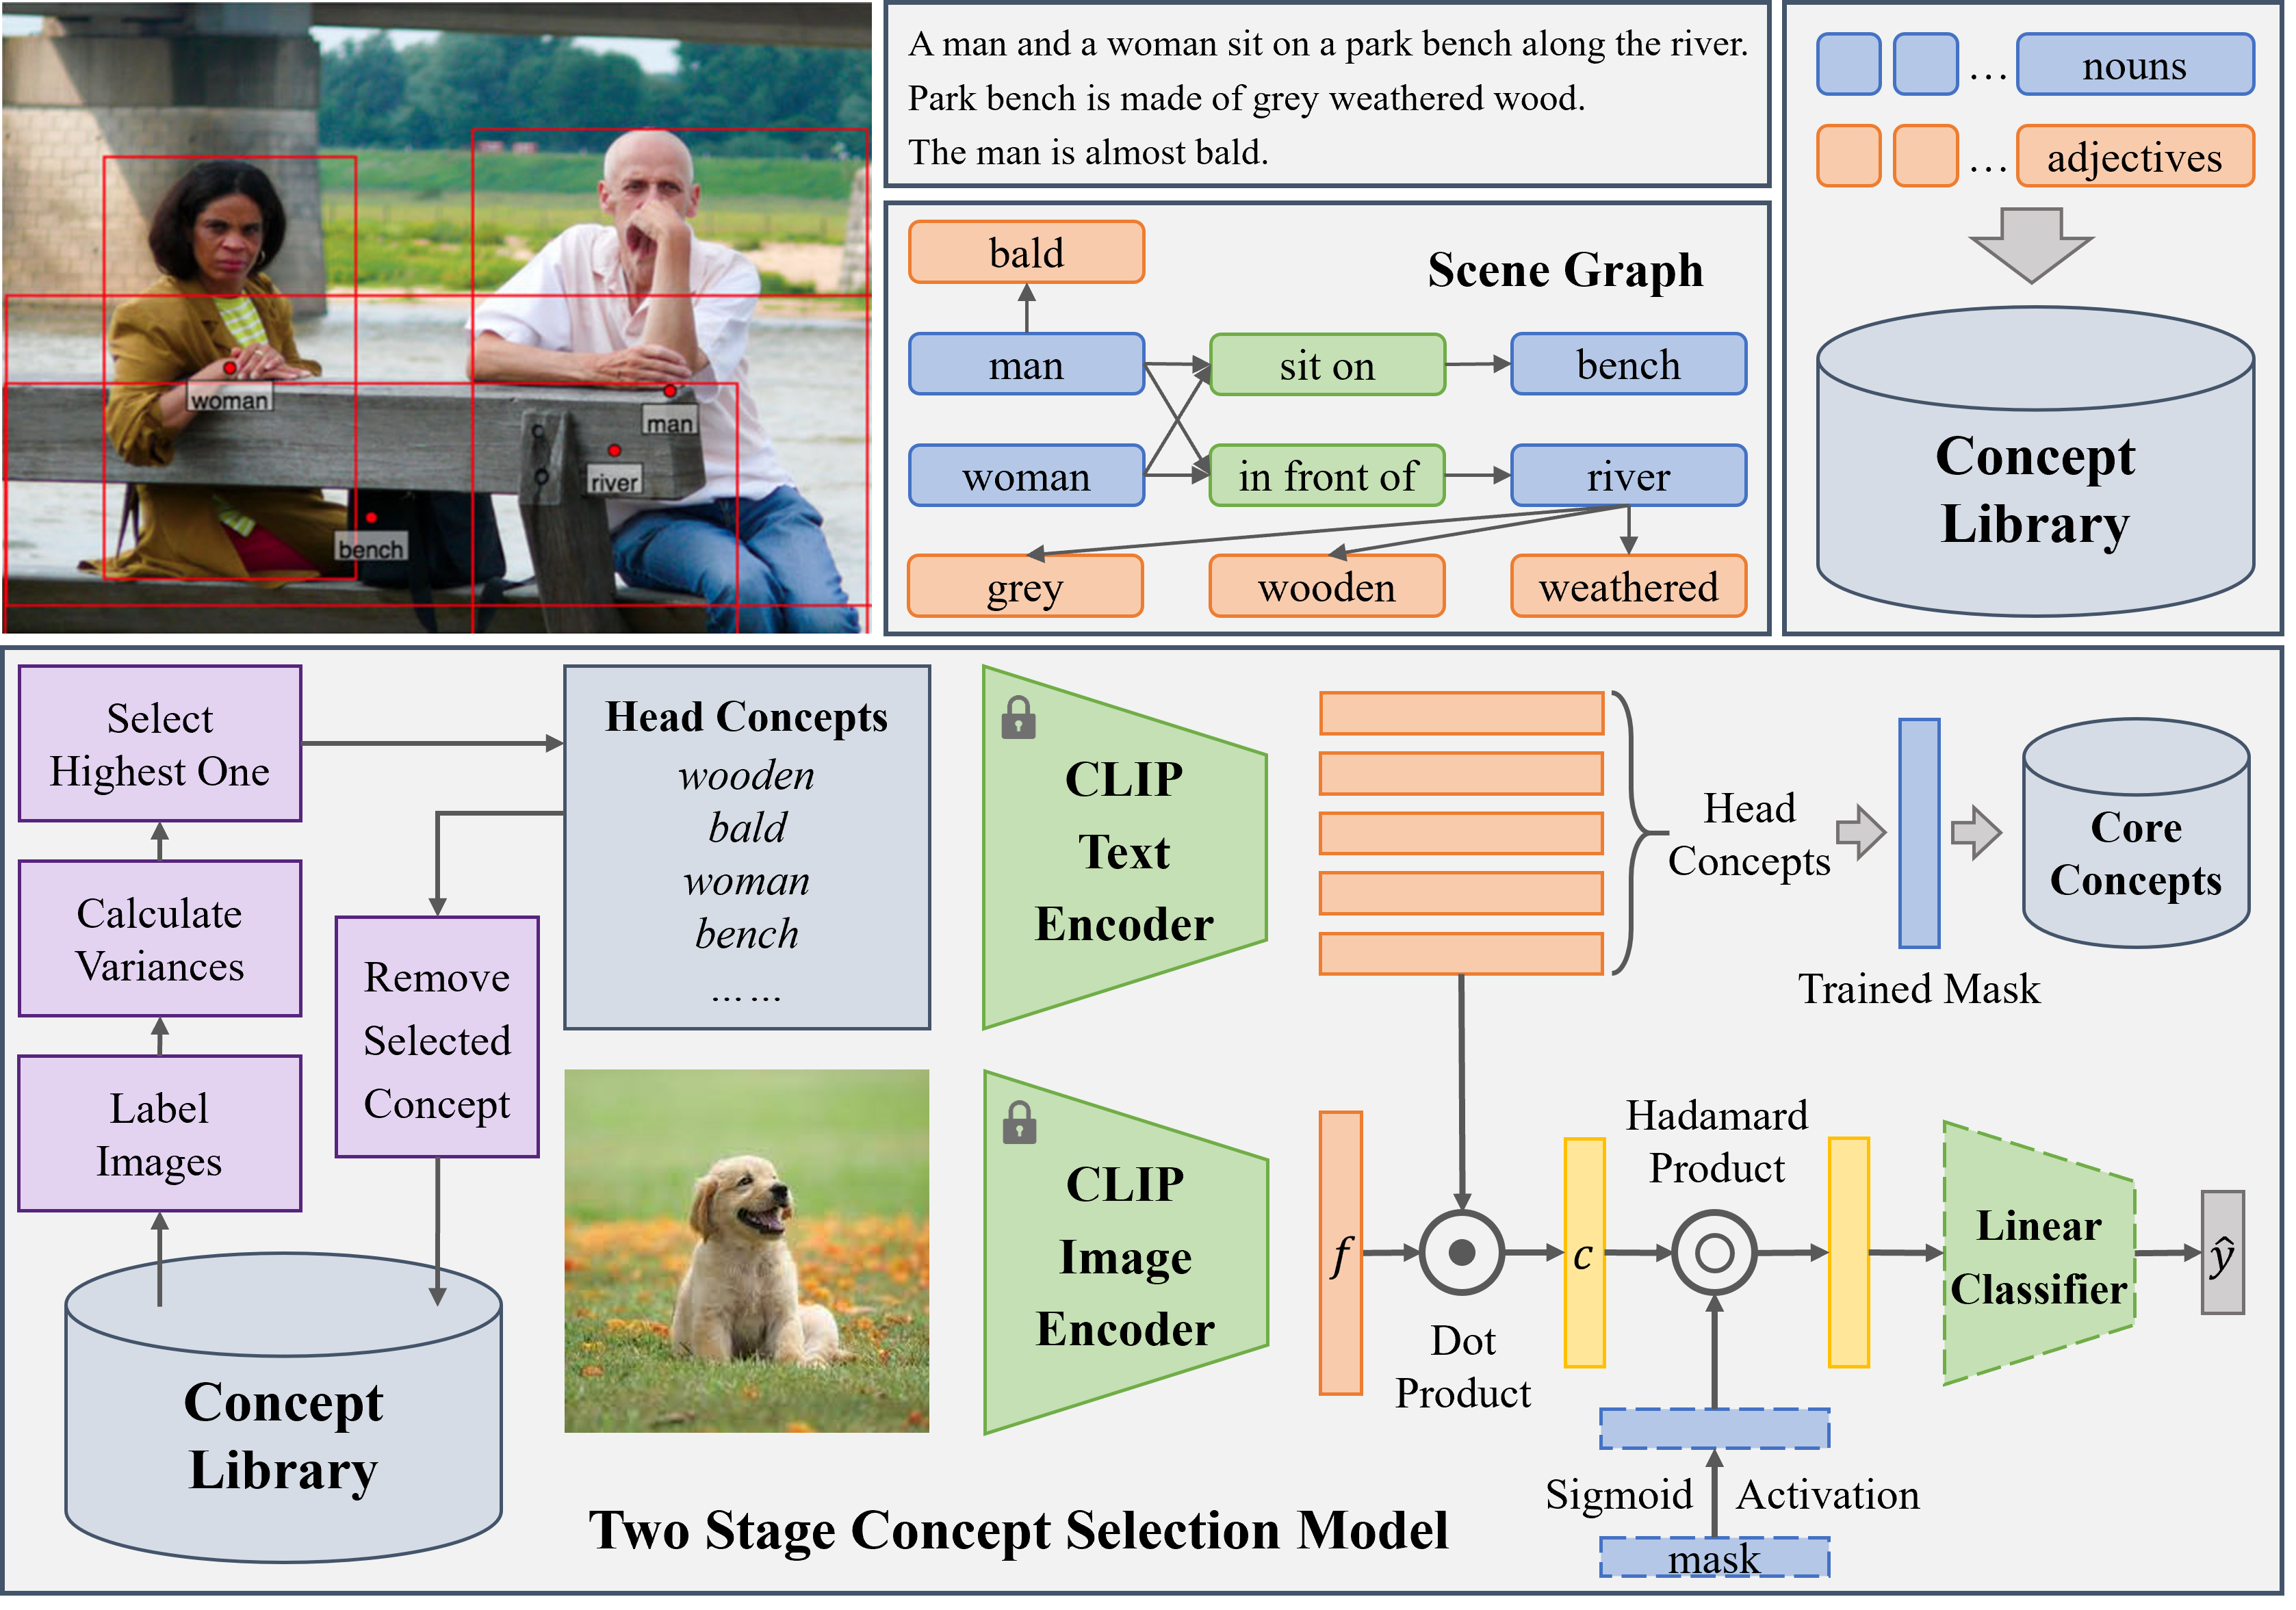 woman
man
river
bench
A man and a woman sit on a park bench along the river.
Park bench is made of grey weathered wood.
The man is almost bald.
Scene Graph
bald
man
sit on
bench
woman
in front of
river
grey
wooden
weathered
… nouns
… adjectives
Concept
Library
Select
Highest One
Calculate
Variances
Label
Images
Remove
Selected
Concept
Concept
Library
Head Concepts
wooden
bald
woman
bench
... ...
CLIP
Text
Encoder
Head
Concepts
Trained Mask
Core
Concepts
CLIP
Image
Encoder
f
Dot
Product
c
Hadamard
Product
Sigmoid Activation
mask
Linear
Classifier
ŷ
Two Stage Concept Selection Model